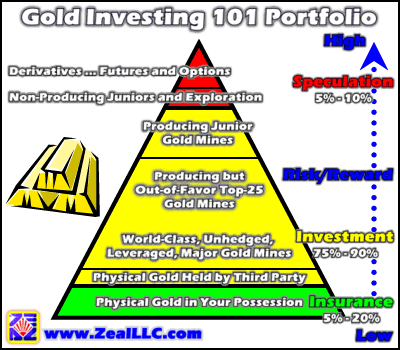 Gold Investing 101 Portfolio
High
Derivatives ... Futures and Options
Speculation
5% - 10%
Non-Producing Juniors and Exploration
Producing Junior
Gold Mines
Producing but
Out-of-Favor Top-25
Gold Mines
Risk/Reward
World-Class, Unhedged,
Leveraged, Major Gold Mines
Investment
75% - 90%
Physical Gold Held by Third Party
Physical Gold in Your Possession
Insurance
5% - 20%
www.ZealLLC.com
Low